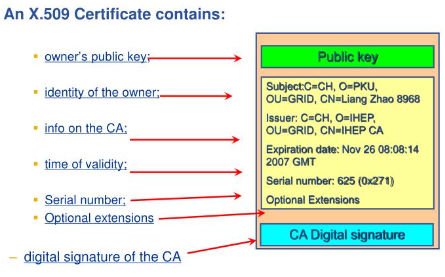 An X.509 Certificate contains:
owner's public key;
identity of the owner;
info on the CA;
time of validity;
Serial number;
Optional extensions
– digital signature of the CA
Public key
Subject:C=CH, O=PKU,
OU=GRID, CN=Liang Zhao 8968
Issuer: C=CH, O=IHEP,
OU=GRID, CN=IHEP CA
Expiration date: Nov 26 08:08:14
2007 GMT
Serial number: 625 (0x271)
Optional Extensions
CA Digital signature